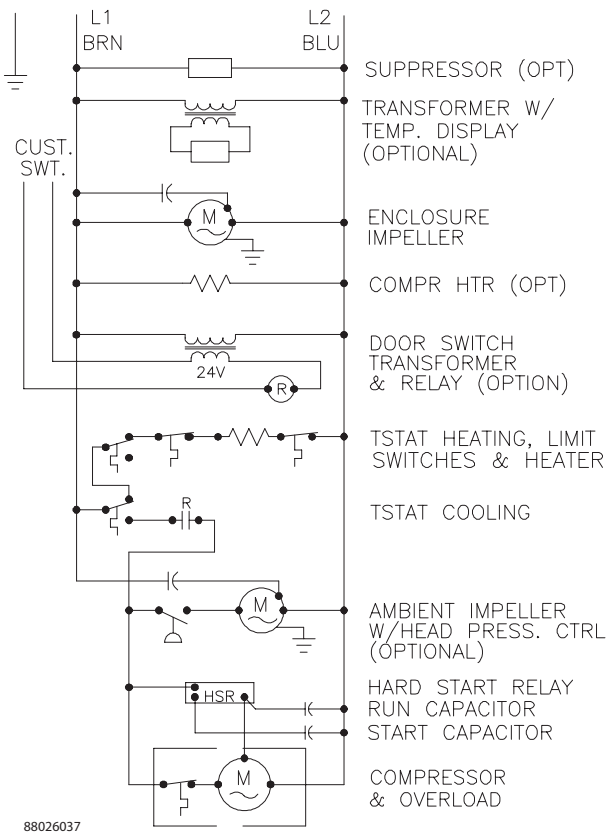 L1
BRN
L2
BLU
SUPPRESSOR (OPT)
TRANSFORMER W/
TEMP. DISPLAY
(OPTIONAL)
CUST.
SWT.
M
ENCLOSURE
IMPELLER
COMPR HTR (OPT)
DOOR SWITCH
TRANSFORMER
& RELAY (OPTION)
24V
R
TSTAT HEATING, LIMIT
SWITCHES & HEATER
R
TSTAT COOLING
M
AMBIENT IMPELLER
W/HEAD PRESS. CTRL
(OPTIONAL)
HSR
HARD START RELAY
RUN CAPACITOR
START CAPACITOR
M
COMPRESSOR
& OVERLOAD
88026037